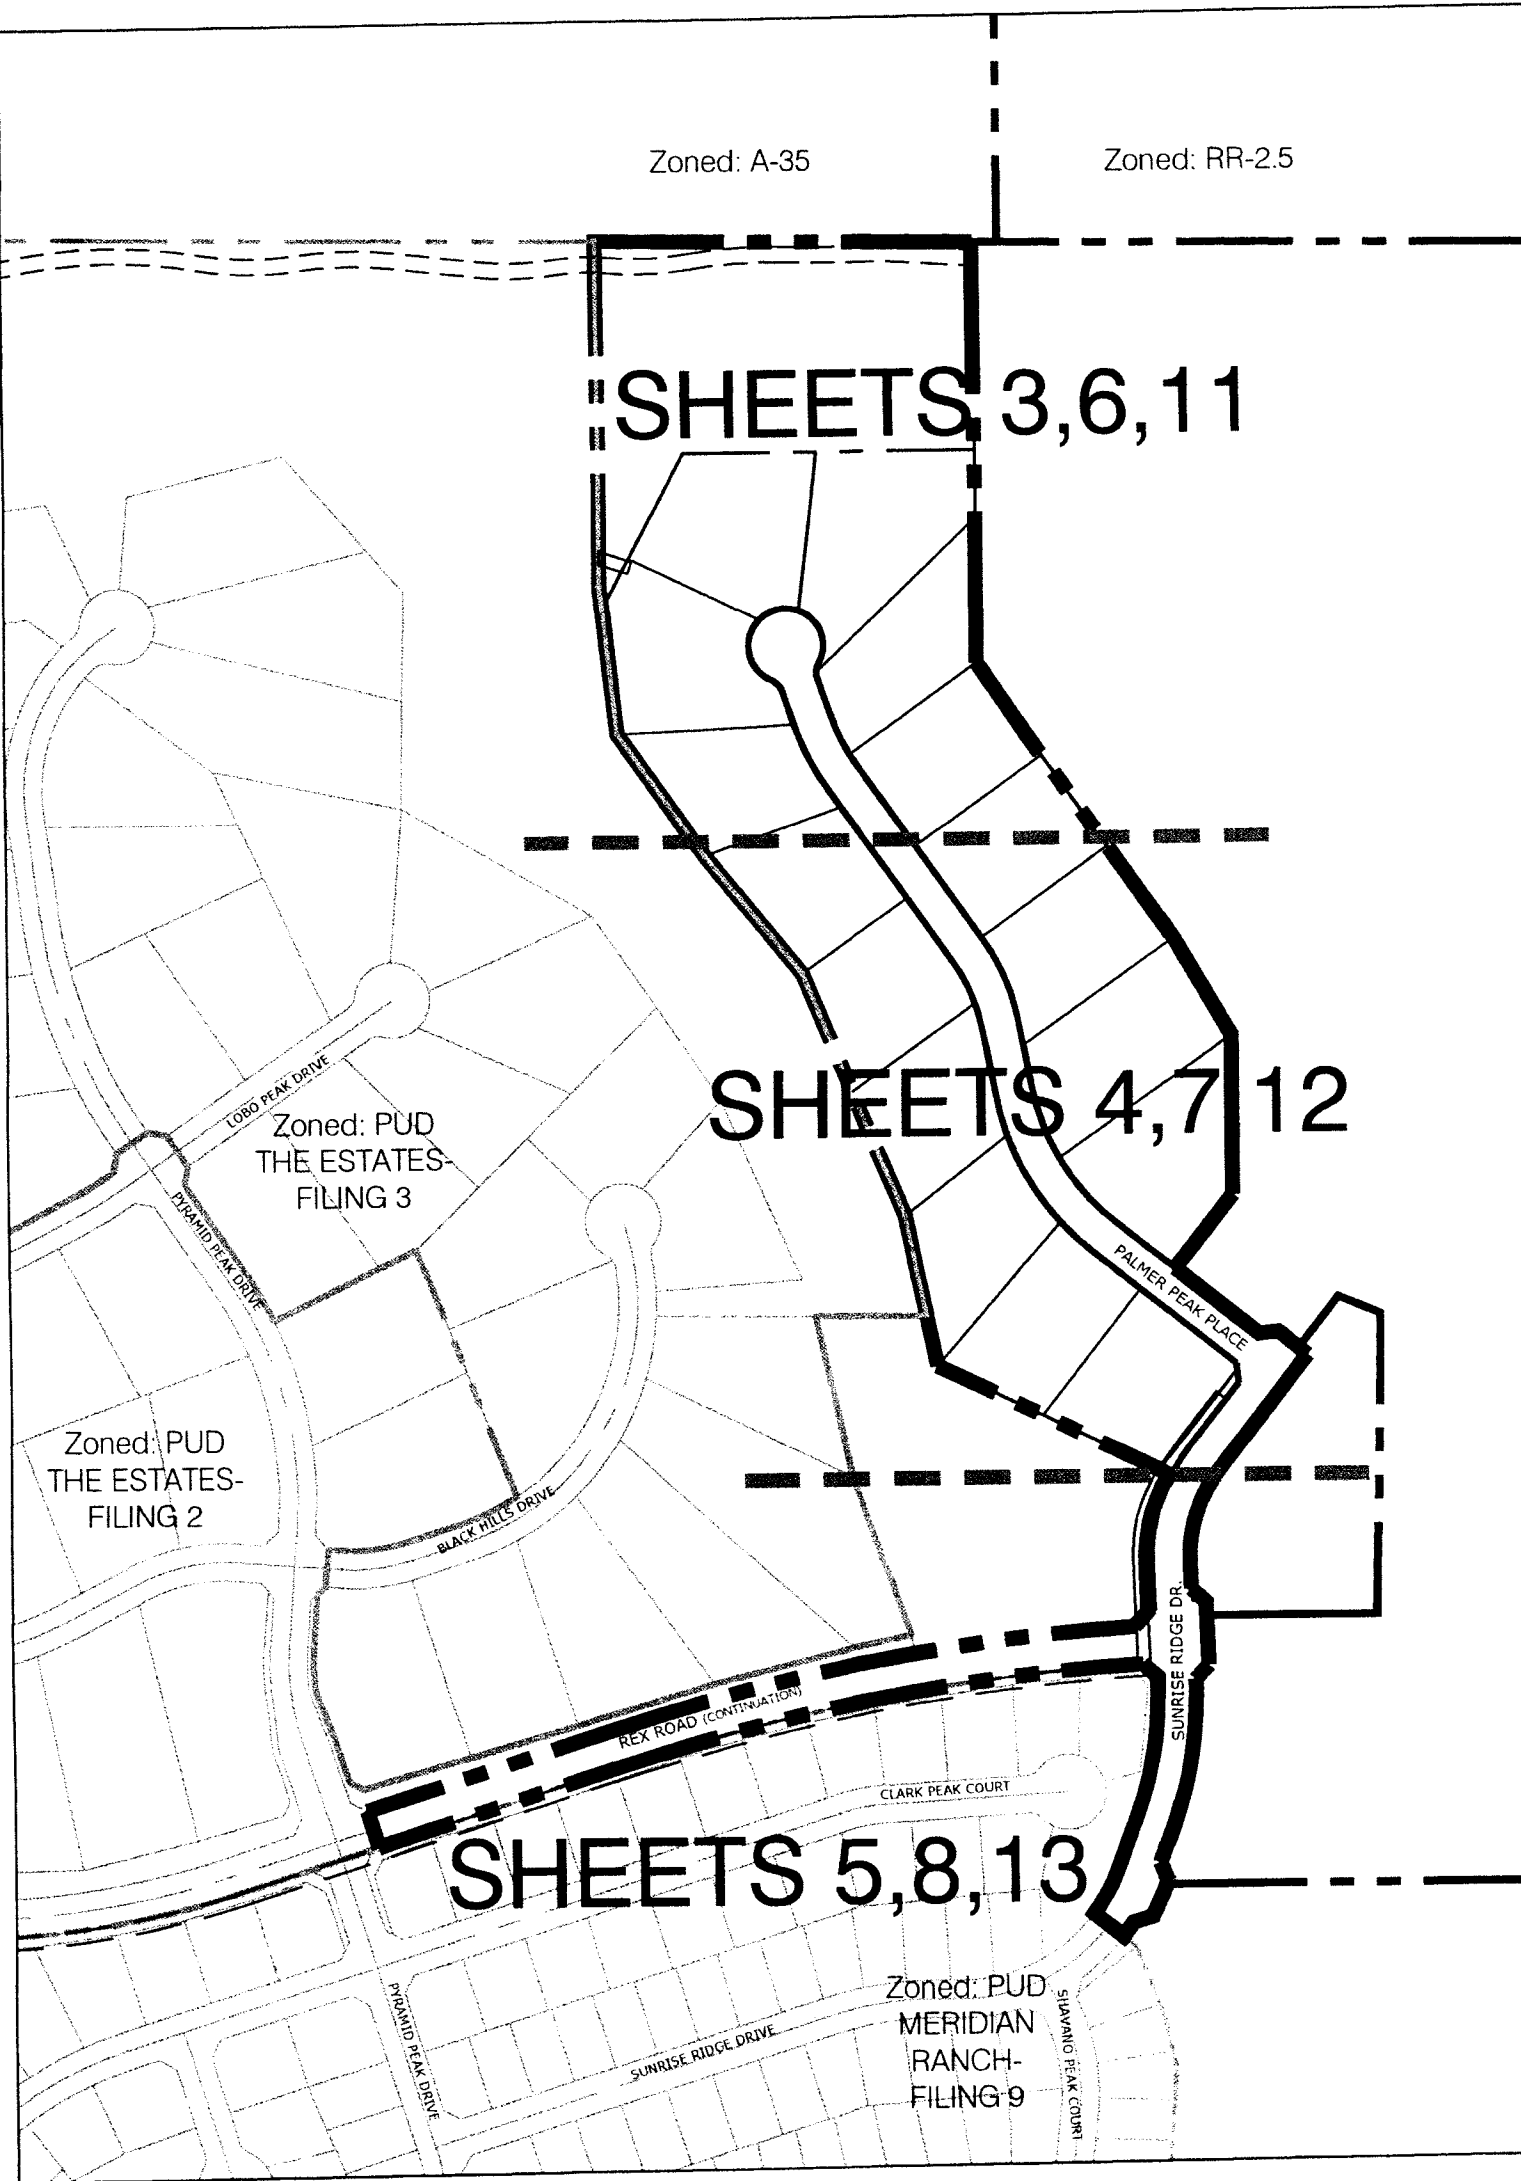 Zoned: A-35
Zoned: RR-2.5
SHEETS 3,6,11
LOBO PEAK DRIVE
Zoned: PUD
THE ESTATES-
FILING 3
SHEETS 4,7 12
PYRAMID PEAK DRIVE
PALMER PEAK PLACE
Zoned: PUD
THE ESTATES-
FILING 2
BLACK HILLS DRIVE
SUNRISE RIDGE DR.
REX ROAD (CONTINUATION)
CLARK PEAK COURT
SHEETS 5,8,13
PYRAMID PEAK DRIVE
SUNRISE RIDGE DRIVE
Zoned: PUD
MERIDIAN
RANCH-
FILING 9
SHAVANO PEAK COURT